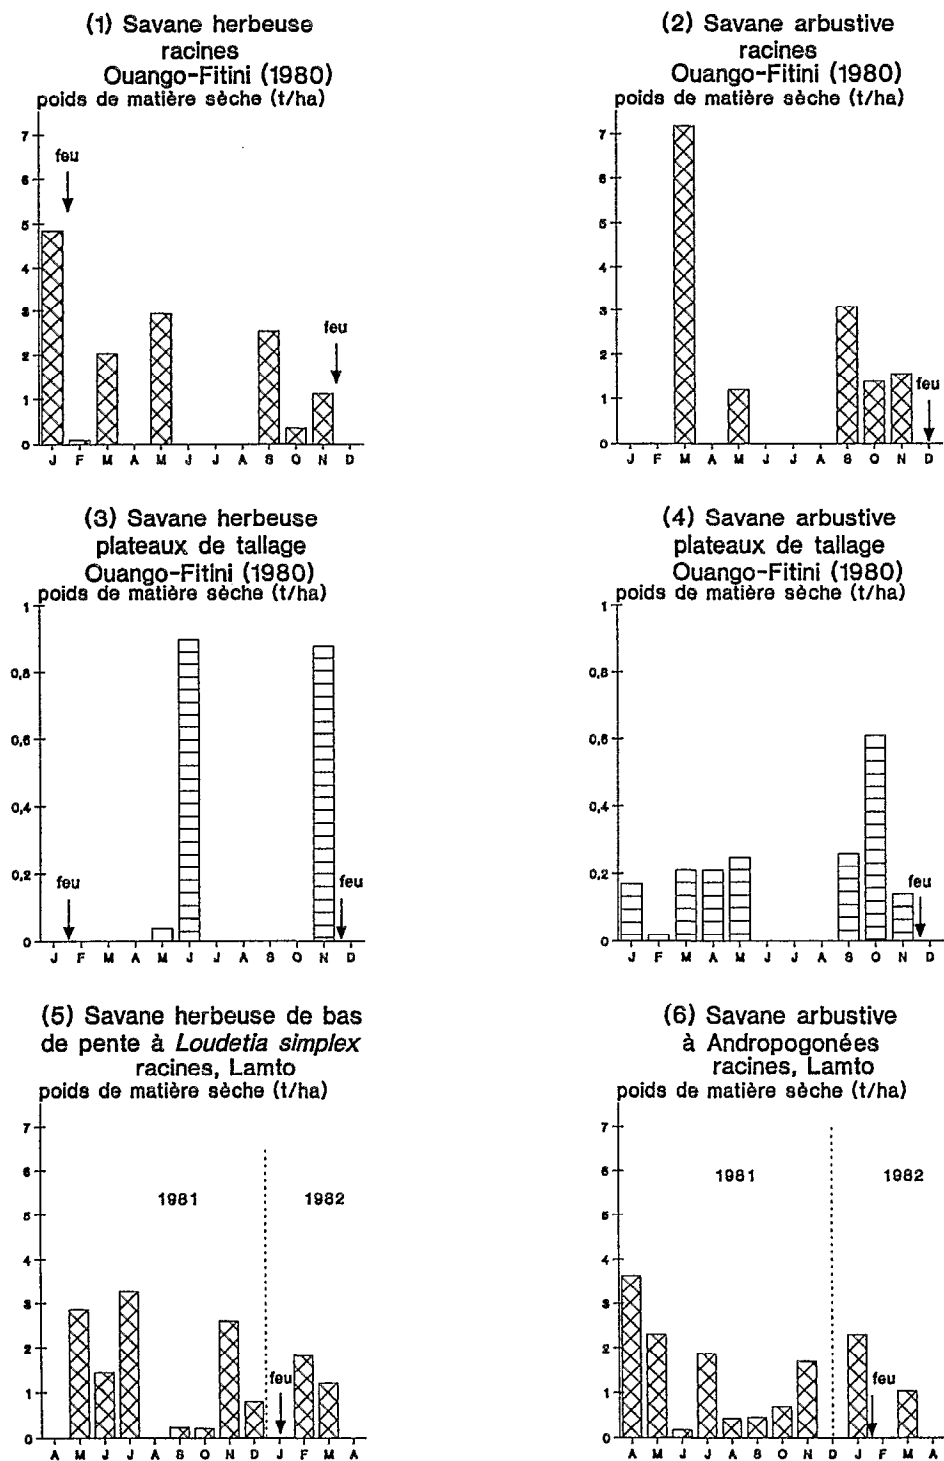 (1) Savane herbeuse
racines
Ouango-Fitini (1980)
poids de matière sèche (t/ha)
7
6
5
4
3
2
1
0
feu
feu
J F M A M J J A S O N D
(2) Savane arbustive
racines
Ouango-Fitini (1980)
poids de matière sèche (t/ha)
7
6
5
4
3
2
1
0
feu
J F M A M J J A S O N D
(3) Savane herbeuse
plateaux de tallage
Ouango-Fitini (1980)
poids de matière sèche (t/ha)
1
0,8
0,6
0,4
0,2
0
feu
feu
J F M A M J J A S O N D
(4) Savane arbustive
plateaux de tallage
Ouango-Fitini (1980)
poids de matière sèche (t/ha)
1
0,8
0,6
0,4
0,2
0
feu
J F M A M J J A S O N D
(5) Savane herbeuse de bas
de pente à Loudetia simplex
racines, Lamto
poids de matière sèche (t/ha)
7
6
5
4
3
2
1
0
1981
1982
feu
A M J J A S O N D J F M A
(6) Savane arbustive
à Andropogonées
racines, Lamto
poids de matière sèche (t/ha)
7
6
5
4
3
2
1
0
1981
1982
feu
A M J J A S O N D J F M A